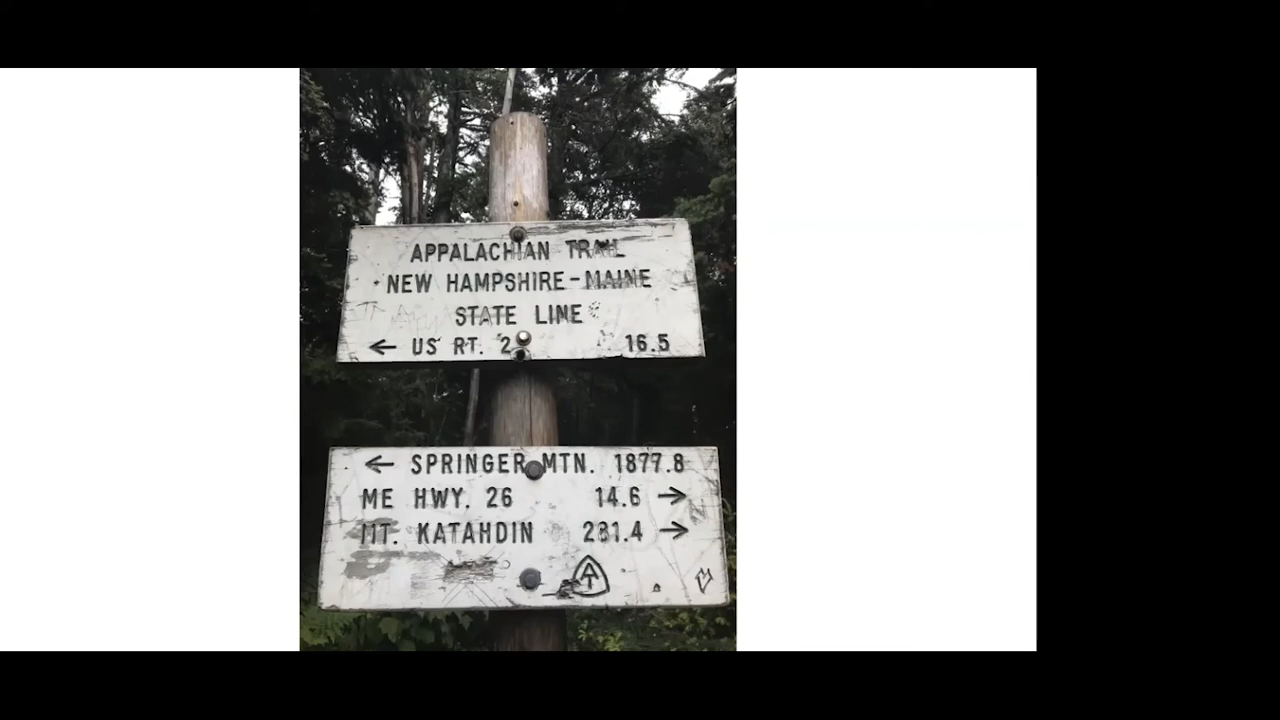 APPALACHIAN TRAIL
NEW HAMPSHIRE-MAINE
STATE LINE
← US RT. 2 16.5
← SPRINGER MTN. 1877.8
ME HWY. 26 14.6 →
MT. KATAHDIN 281.4 →